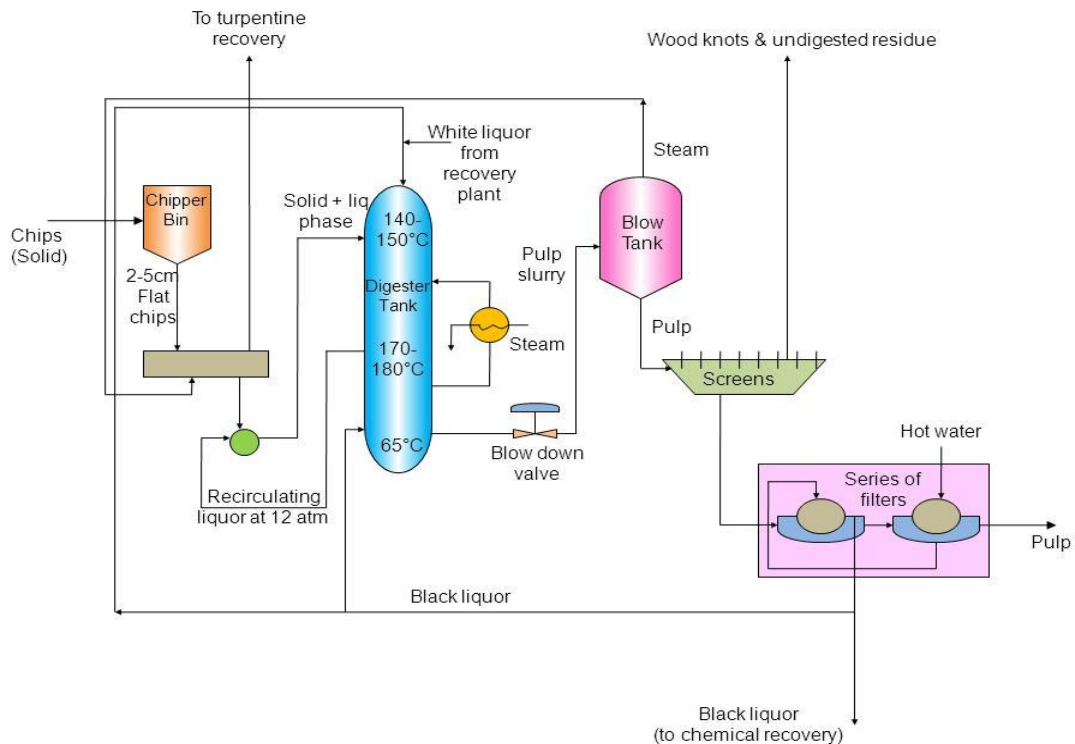 To turpentine
recovery
Wood knots & undigested residue
White liquor
from
recovery
plant
Steam
Chipper
Bin
Solid + liq
phase
140-
150°C
Blow
Tank
Chips
(Solid)
Pulp
slurry
2-5cm
Flat
chips
Digester
Tank
Pulp
Steam
170-
180°C
Screens
65°C
Blow down
valve
Hot water
Recirculating
liquor at 12 atm
Series of
filters
Pulp
Black liquor
Black liquor
(to chemical recovery)